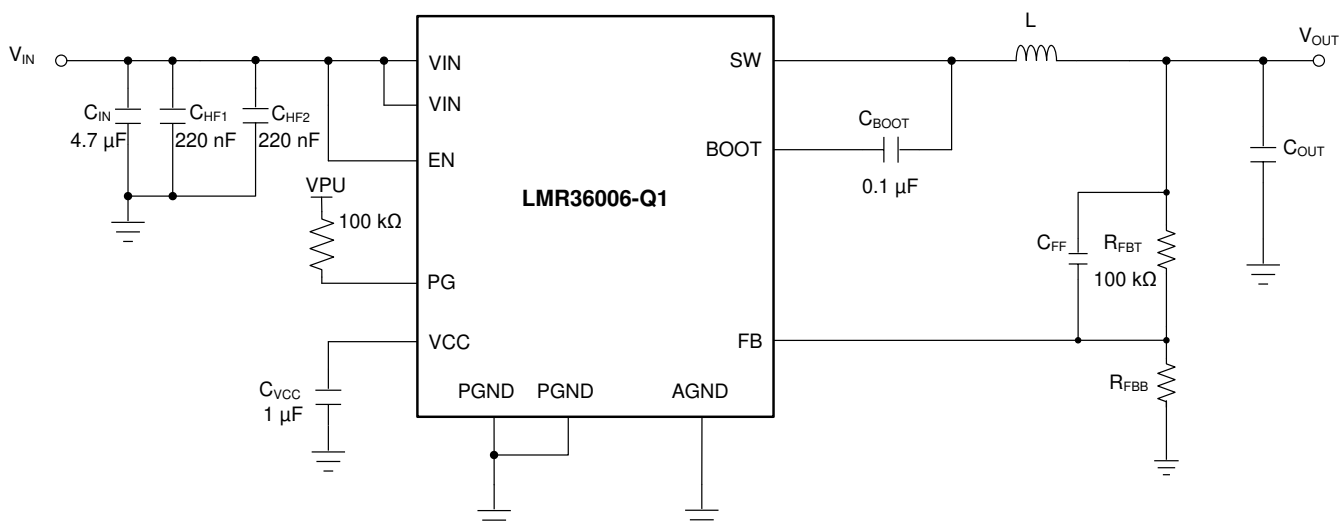 L
V_IN
V_OUT
VIN
SW
C_IN
4.7 µF
C_HF1
220 nF
C_HF2
220 nF
VIN
C_BOOT
BOOT
0.1 µF
C_OUT
EN
VPU
100 kΩ
LMR36006-Q1
C_FF
R_FBT
100 kΩ
PG
VCC
FB
C_VCC
1 µF
PGND
PGND
AGND
R_FBB